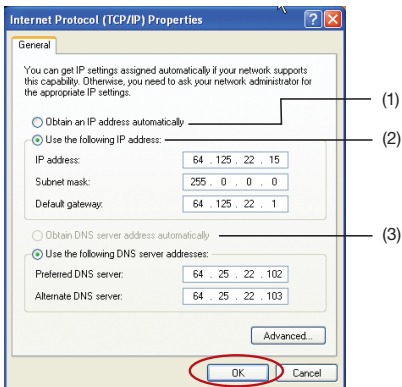 Internet Protocol (TCP/IP) Properties
General
You can get IP settings assigned automatically if your network supports
this capability. Otherwise, you need to ask your network administrator for
the appropriate IP settings.
Obtain an IP address automatically
(1)
Use the following IP address:
(2)
IP address: 64 . 125 . 22 . 15
Subnet mask: 255 . 0 . 0 . 0
Default gateway: 64 . 125 . 22 . 1
Obtain DNS server address automatically
(3)
Use the following DNS server addresses:
Preferred DNS server: 64 . 25 . 22 . 102
Alternate DNS server: 64 . 25 . 22 . 103
Advanced...
OK Cancel